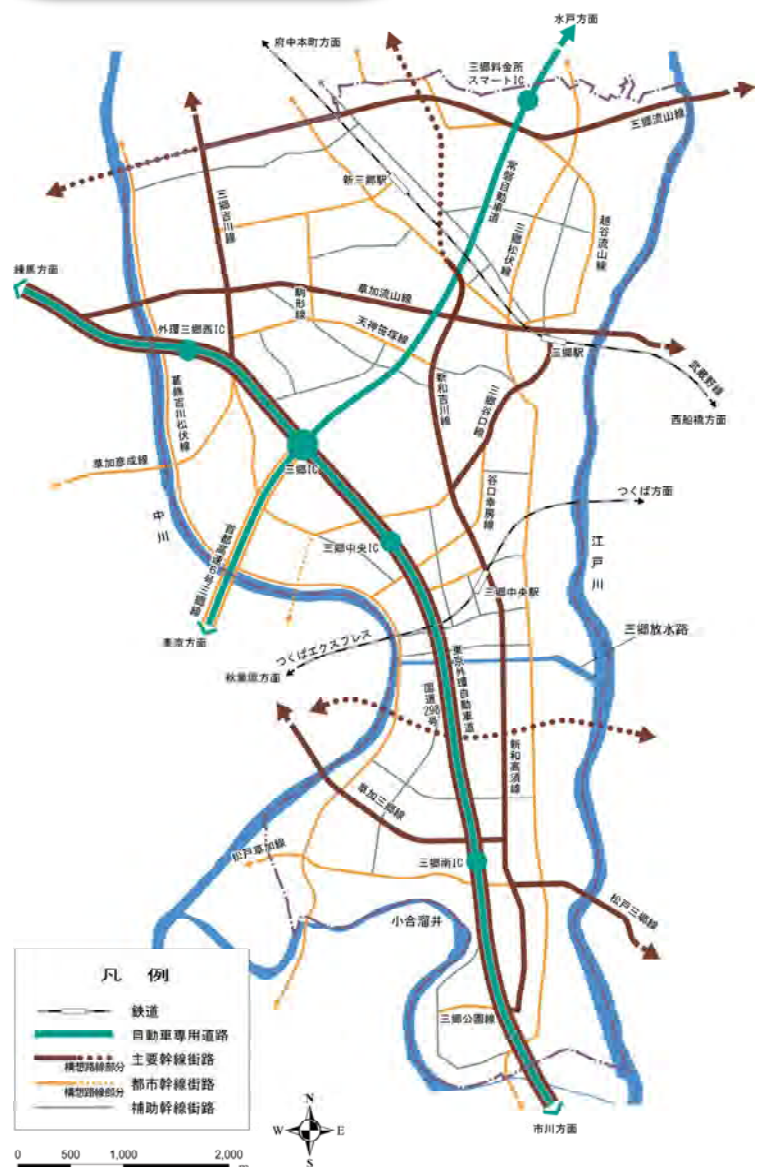 水戸方面
府中本町方面
三郷料金所
スマートIC
三郷流山線
新三郷駅
常磐自動車道
三郷吉川線
三郷松伏線
越谷流山線
練馬方面
草加流山線
駒形線
外環三郷西IC
天神笹塚線
三郷駅
武蔵野線
西船橋方面
葛飾吉川松伏線
新和吉川線
三郷谷口線
三郷IC
草加彦成線
谷口幸房線
つくば方面
中川
首都高速6号三郷線
三郷中央IC
江戸川
三郷中央駅
東京方面
つくばエクスプレス
三郷放水路
秋葉原方面
東京外環自動車道
国道298号
新和高須線
草加三郷線
松戸草加線
三郷南IC
松戸三郷線
小合溜井
三郷公園線
市川方面
凡 例
鉄道
自動車専用道路
主要幹線街路
構想路線部分
都市幹線街路
構想路線部分
補助幹線街路
N
W E
S
0 500 1,000 2,000
m